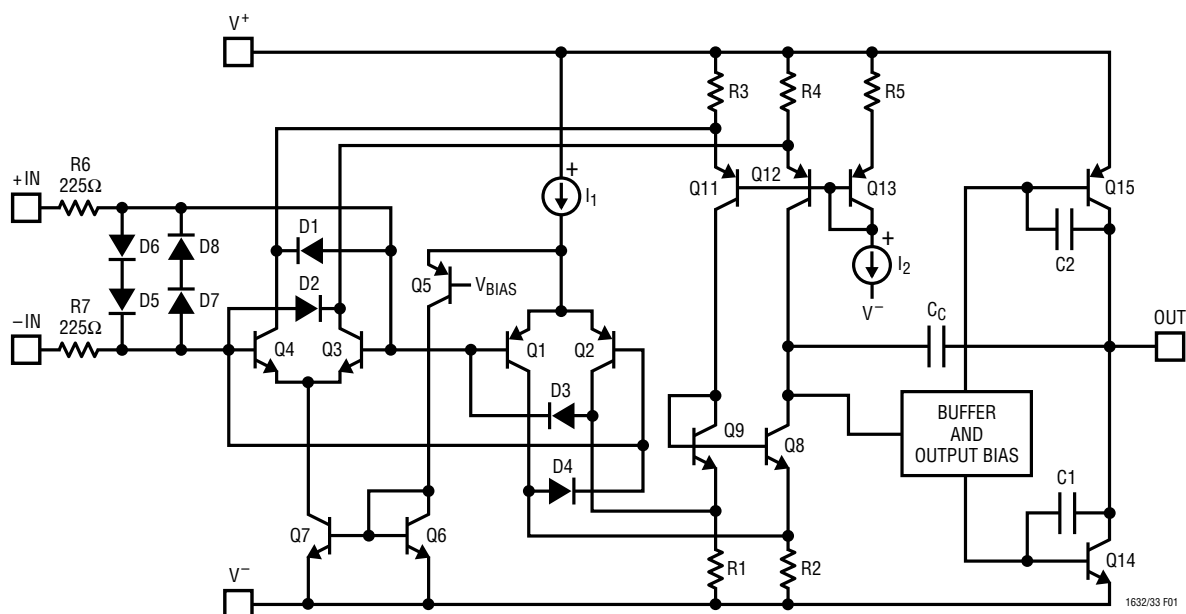 V+
R3
R4
R5
R6
225Ω
+IN
+
I1
Q11
Q12
Q13
Q15
D1
D6
D8
+
I2
C2
Q5
VBIAS
D2
R7
225Ω
D5
D7
V−
CC
OUT
−IN
Q4
Q3
Q1
Q2
D3
Q9
Q8
BUFFER
AND
OUTPUT BIAS
D4
C1
Q7
Q6
R1
R2
Q14
V−
1632/33 F01